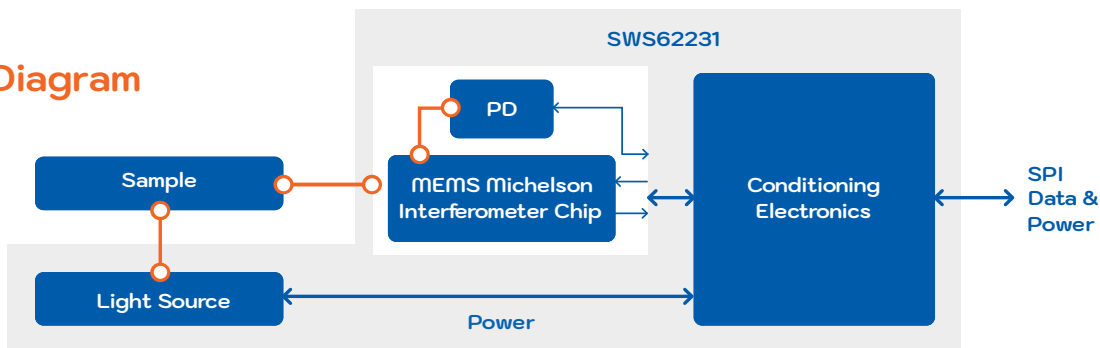 SWS62231
Diagram
PD
Sample
MEMS Michelson
Interferometer Chip
Conditioning
Electronics
SPI
Data &
Power
Light Source
Power